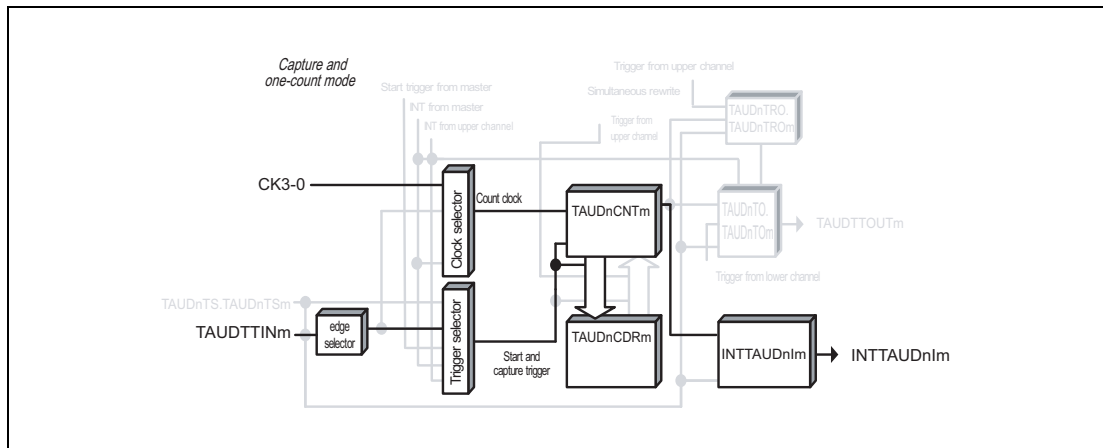 Capture and
one-count mode
Trigger from upper channel
Start trigger from master
Simultaneous rewrite
INT from master
INT from upper channel
Trigger from
upper channel
TAUDnTRO.
TAUDnTROm
CK3-0
Clock selector
Count clock
TAUDnCNTm
TAUDnTO.
TAUDnTOm
TAUDTTOUTm
Trigger from lower channel
TAUDnTS.TAUDnTSm
TAUDTTINm
edge
selector
Trigger selector
Start and
capture trigger
TAUDnCDRm
INTTAUDnIm
INTTAUDnIm